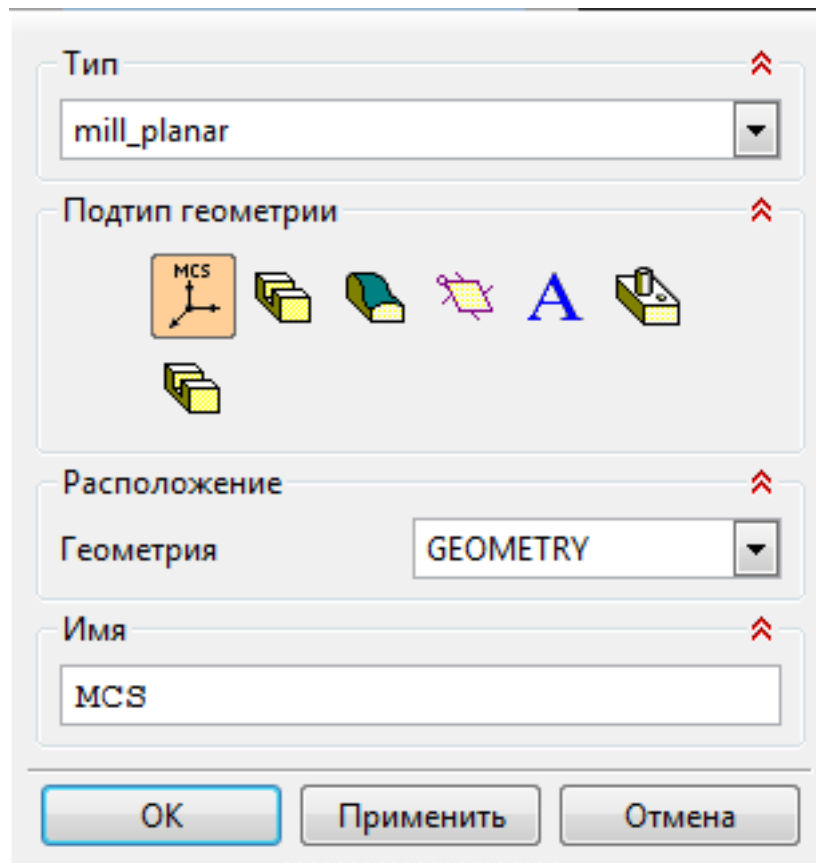 Тип
mill_planar
Подтип геометрии
MCS
A
Расположение
Геометрия GEOMETRY
Имя
MCS
OK Применить Отмена